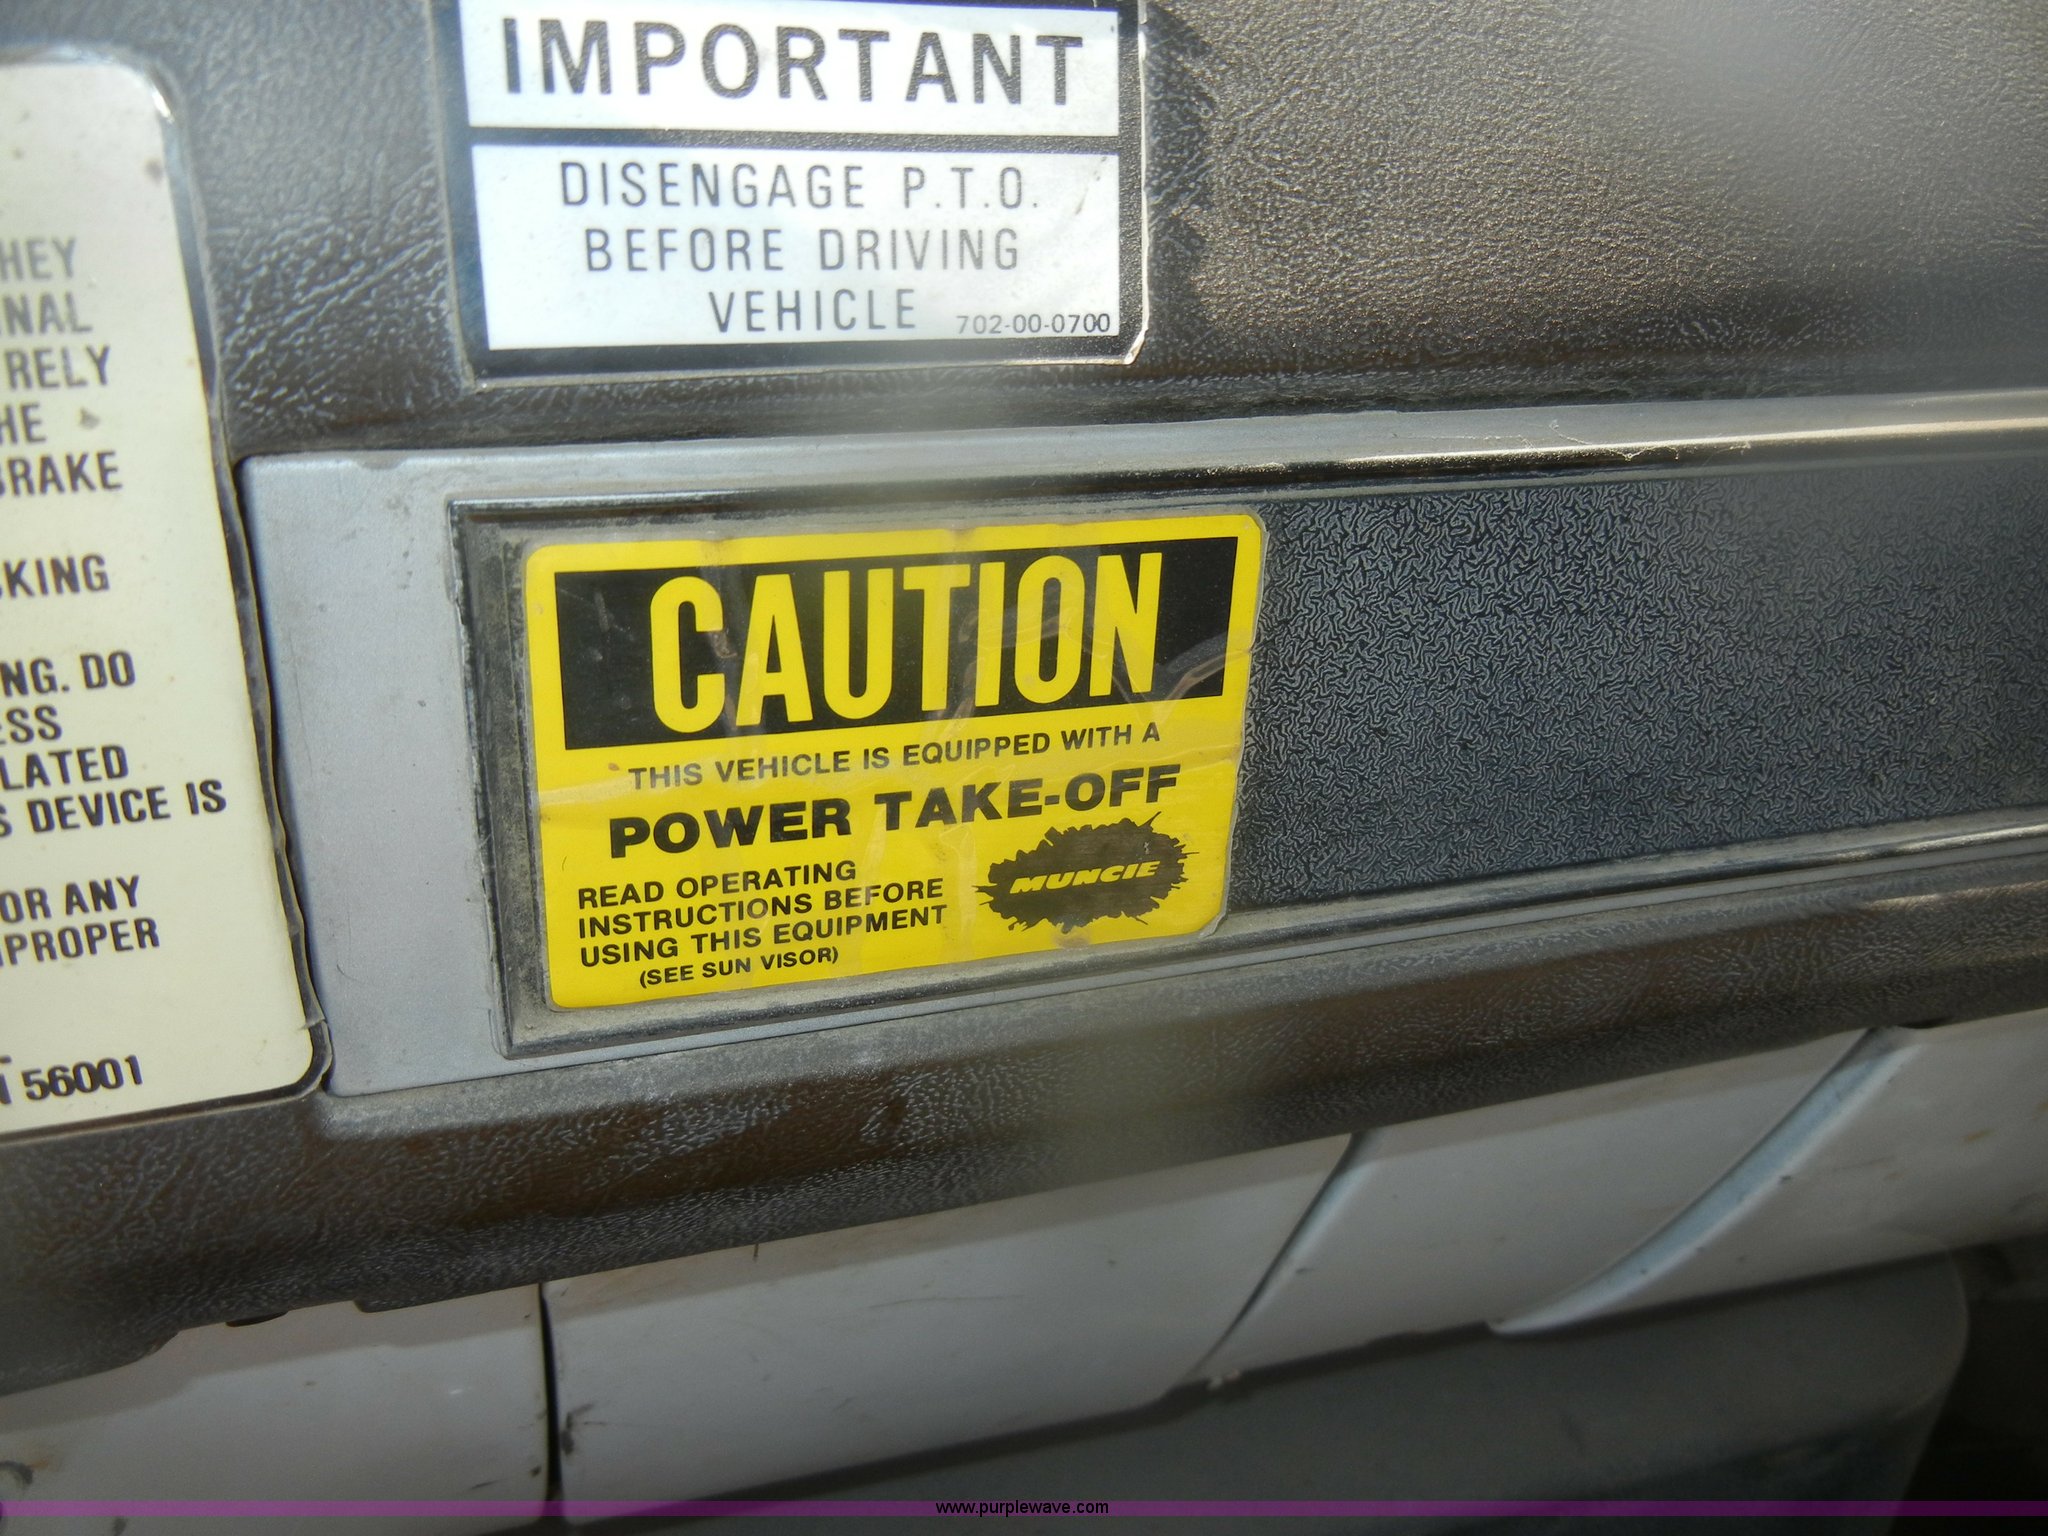 IMPORTANT
DISENGAGE P.T.O.
BEFORE DRIVING
VEHICLE 702-00-0700
HEY
NAL
RELY
HE
BRAKE
KING
NG. DO
ESS
LATED
S DEVICE IS
OR ANY
PROPER
56001
CAUTION
THIS VEHICLE IS EQUIPPED WITH A
POWER TAKE-OFF
READ OPERATING
INSTRUCTIONS BEFORE
USING THIS EQUIPMENT
(SEE SUN VISOR)
MUNCIE
www.purplewave.com